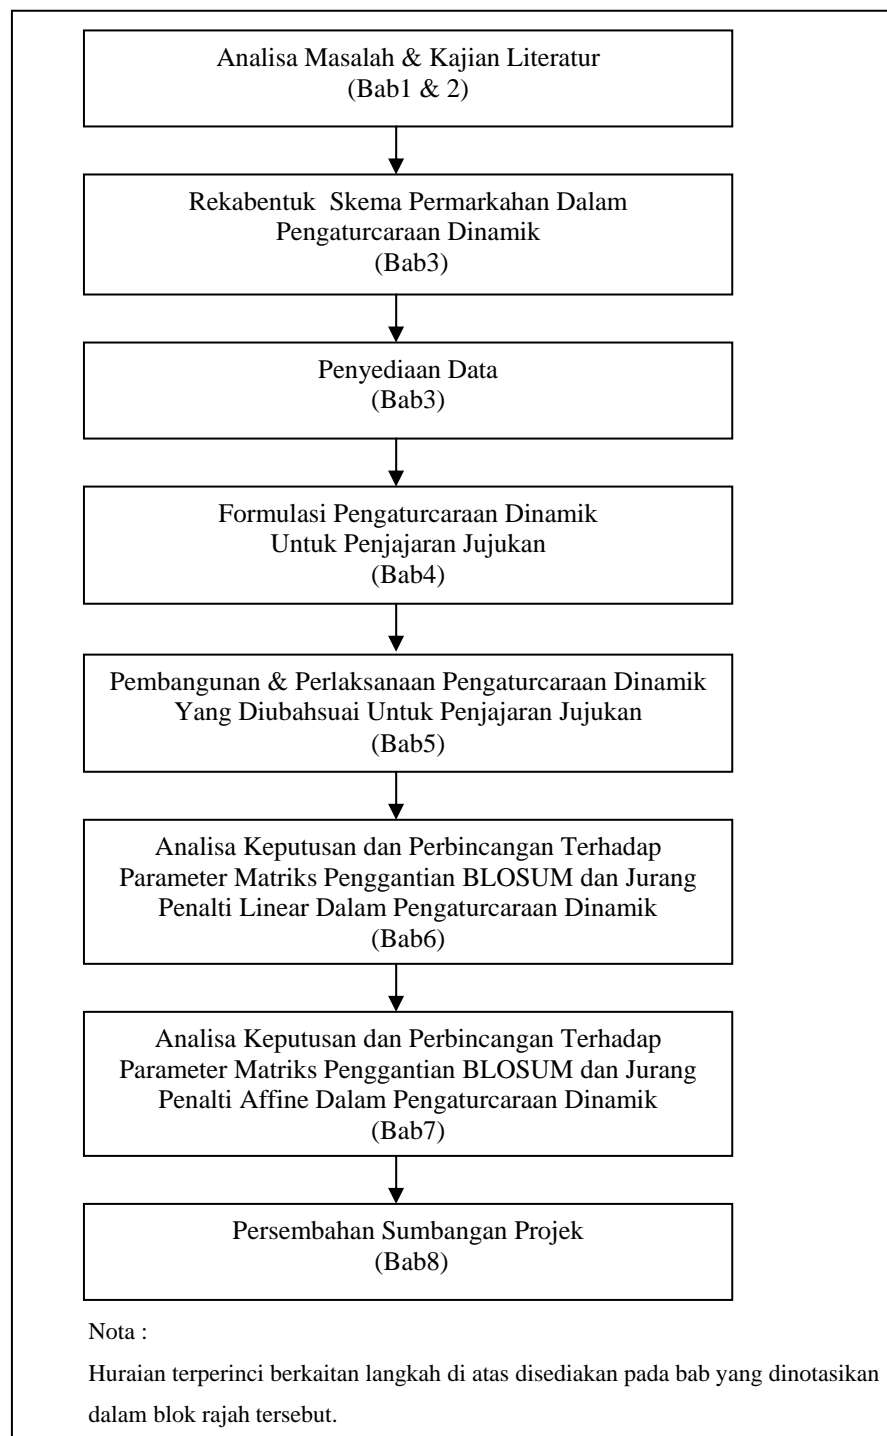 Analisa Masalah & Kajian Literatur
(Bab1 & 2)
Rekabentuk Skema Permarkahan Dalam
Pengaturcaraan Dinamik
(Bab3)
Penyediaan Data
(Bab3)
Formulasi Pengaturcaraan Dinamik
Untuk Penjajaran Jujukan
(Bab4)
Pembangunan & Perlaksanaan Pengaturcaraan Dinamik
Yang Diubahsuai Untuk Penjajaran Jujukan
(Bab5)
Analisa Keputusan dan Perbincangan Terhadap
Parameter Matriks Penggantian BLOSUM dan Jurang
Penalti Linear Dalam Pengaturcaraan Dinamik
(Bab6)
Analisa Keputusan dan Perbincangan Terhadap
Parameter Matriks Penggantian BLOSUM dan Jurang
Penalti Affine Dalam Pengaturcaraan Dinamik
(Bab7)
Persembahan Sumbangan Projek
(Bab8)
Nota :
Huraian terperinci berkaitan langkah di atas disediakan pada bab yang dinotasikan
dalam blok rajah tersebut.